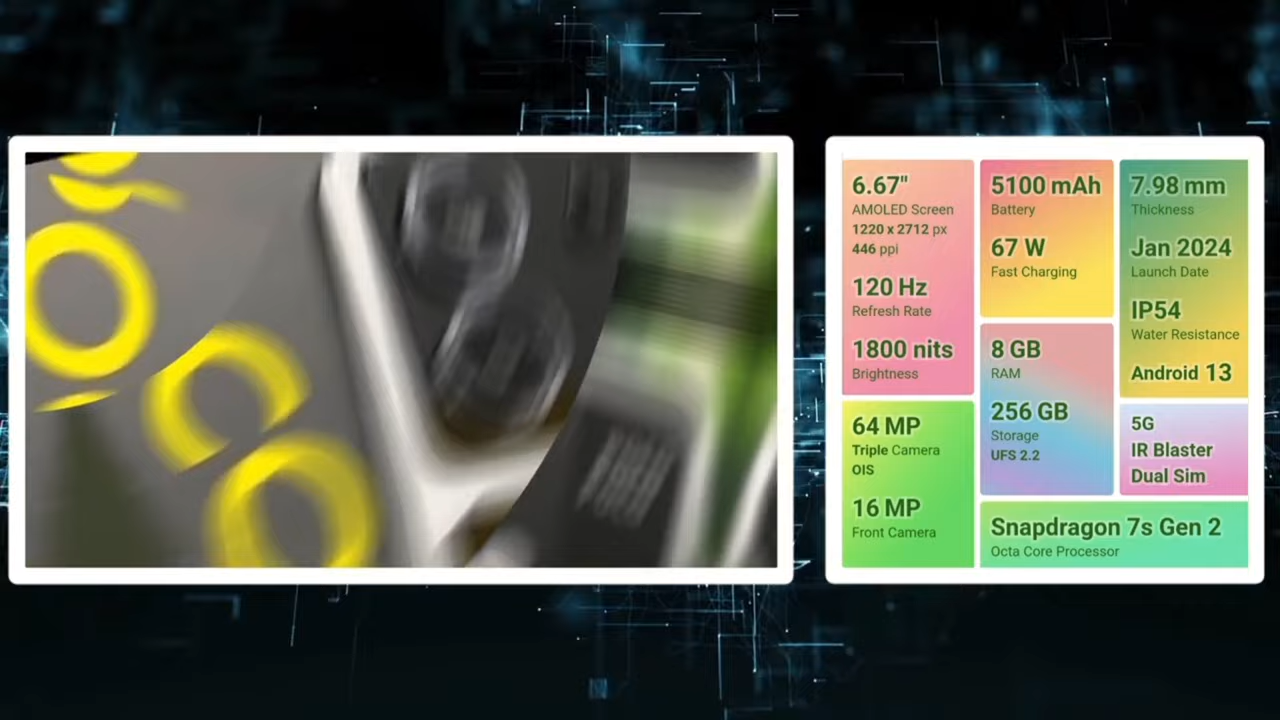 6.67"
AMOLED Screen
1220 x 2712 px
446 ppi
120 Hz
Refresh Rate
1800 nits
Brightness
64 MP
Triple Camera
OIS
16 MP
Front Camera
5100 mAh
Battery
67 W
Fast Charging
8 GB
RAM
256 GB
Storage
UFS 2.2
7.98 mm
Thickness
Jan 2024
Launch Date
IP54
Water Resistance
Android 13
5G
IR Blaster
Dual Sim
Snapdragon 7s Gen 2
Octa Core Processor